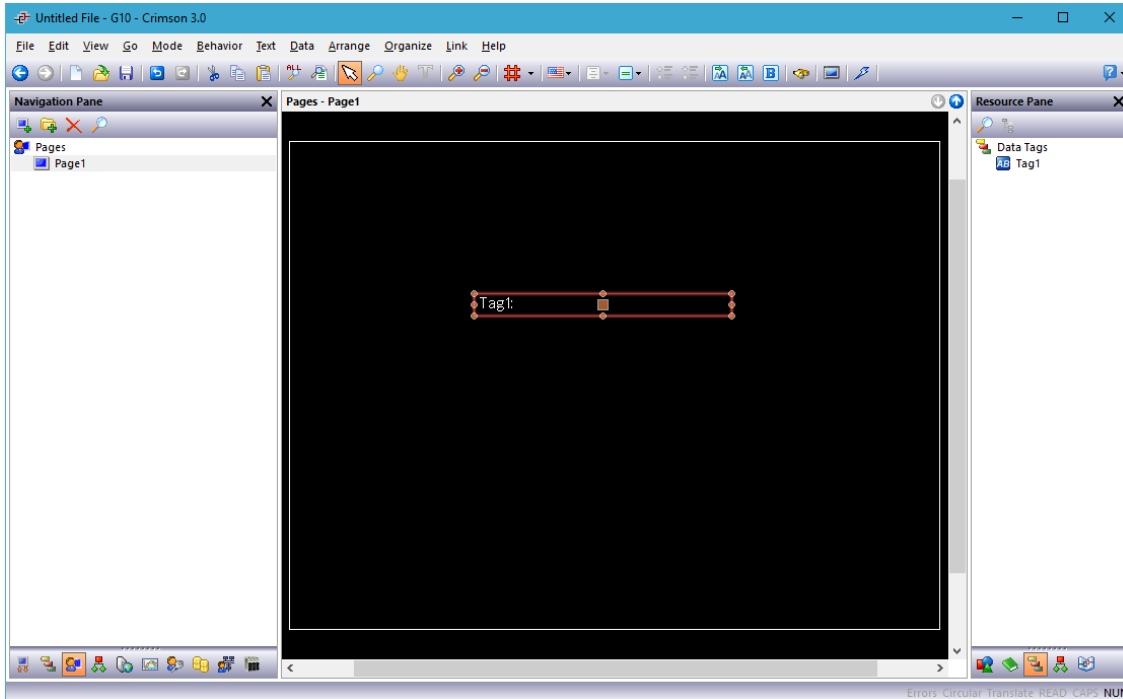 Untitled File - G10 - Crimson 3.0
File Edit View Go Mode Behavior Text Data Arrange Organize Link Help
Navigation Pane
Pages - Page1
Resource Pane
Pages
Page1
Data Tags
Tag1
Tag1:
Errors Circular Translate READ CAPS NUM